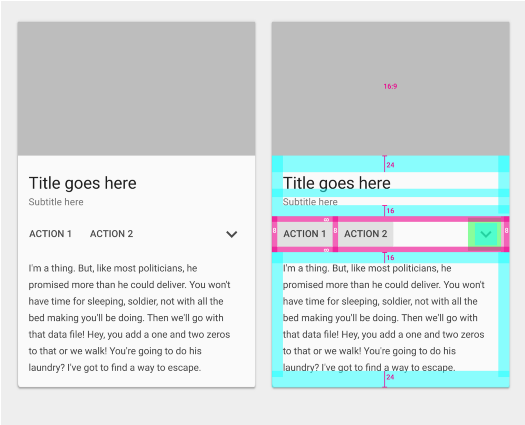 Title goes here
Subtitle here
ACTION 1 ACTION 2
I'm a thing. But, like most politicians, he
promised more than he could deliver. You won't
have time for sleeping, soldier, not with all the
bed making you'll be doing. Then we'll go with
that data file! Hey, you add a one and two zeros
to that or we walk! You're going to do his
laundry? I've got to find a way to escape.
16:9
24
Title goes here
Subtitle here
16
8
8 ACTION 1 8 ACTION 2 8
8
16
I'm a thing. But, like most politicians, he
promised more than he could deliver. You won't
have time for sleeping, soldier, not with all the
bed making you'll be doing. Then we'll go with
that data file! Hey, you add a one and two zeros
to that or we walk! You're going to do his
laundry? I've got to find a way to escape.
24